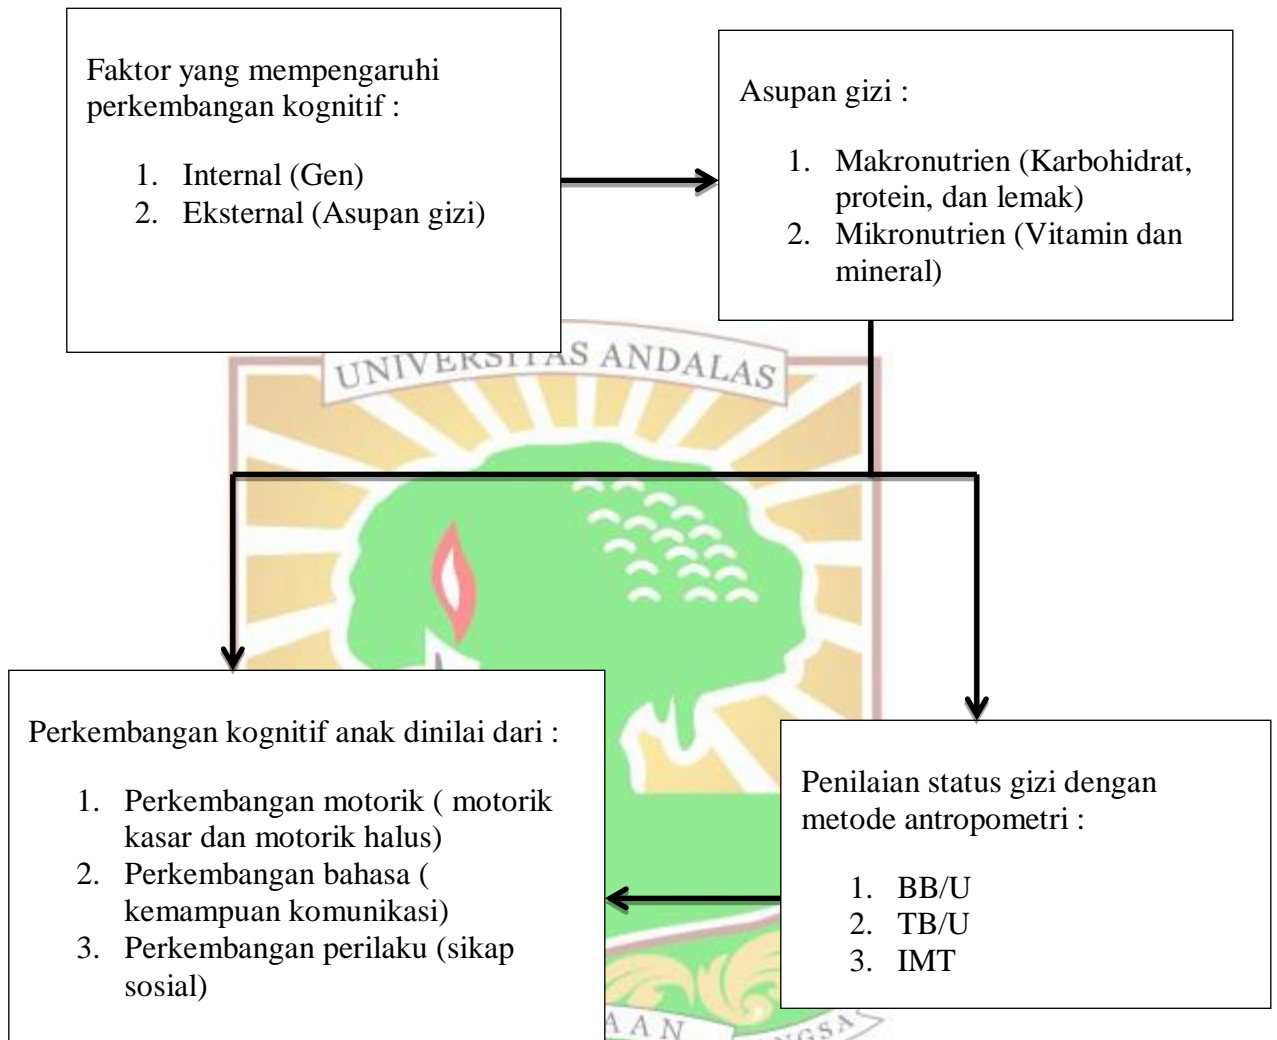 Faktor yang mempengaruhi
perkembangan kognitif :
1. Internal (Gen)
2. Eksternal (Asupan gizi)
Asupan gizi :
1. Makronutrien (Karbohidrat,
protein, dan lemak)
2. Mikronutrien (Vitamin dan
mineral)
UNIVERSITAS ANDALAS
Perkembangan kognitif anak dinilai dari :
1. Perkembangan motorik ( motorik
kasar dan motorik halus)
2. Perkembangan bahasa (
kemampuan komunikasi)
3. Perkembangan perilaku (sikap
sosial)
Penilaian status gizi dengan
metode antropometri :
1. BB/U
2. TB/U
3. IMT